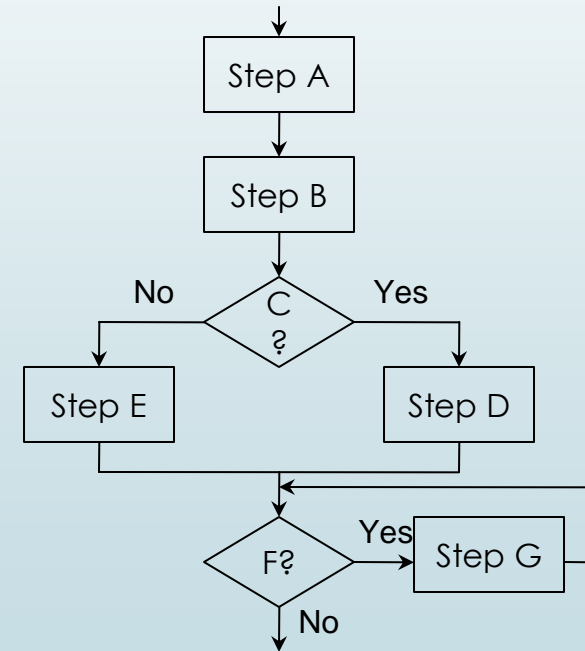 Step A
Step B
No
C
?
Yes
Step E
Step D
F?
Yes
Step G
No